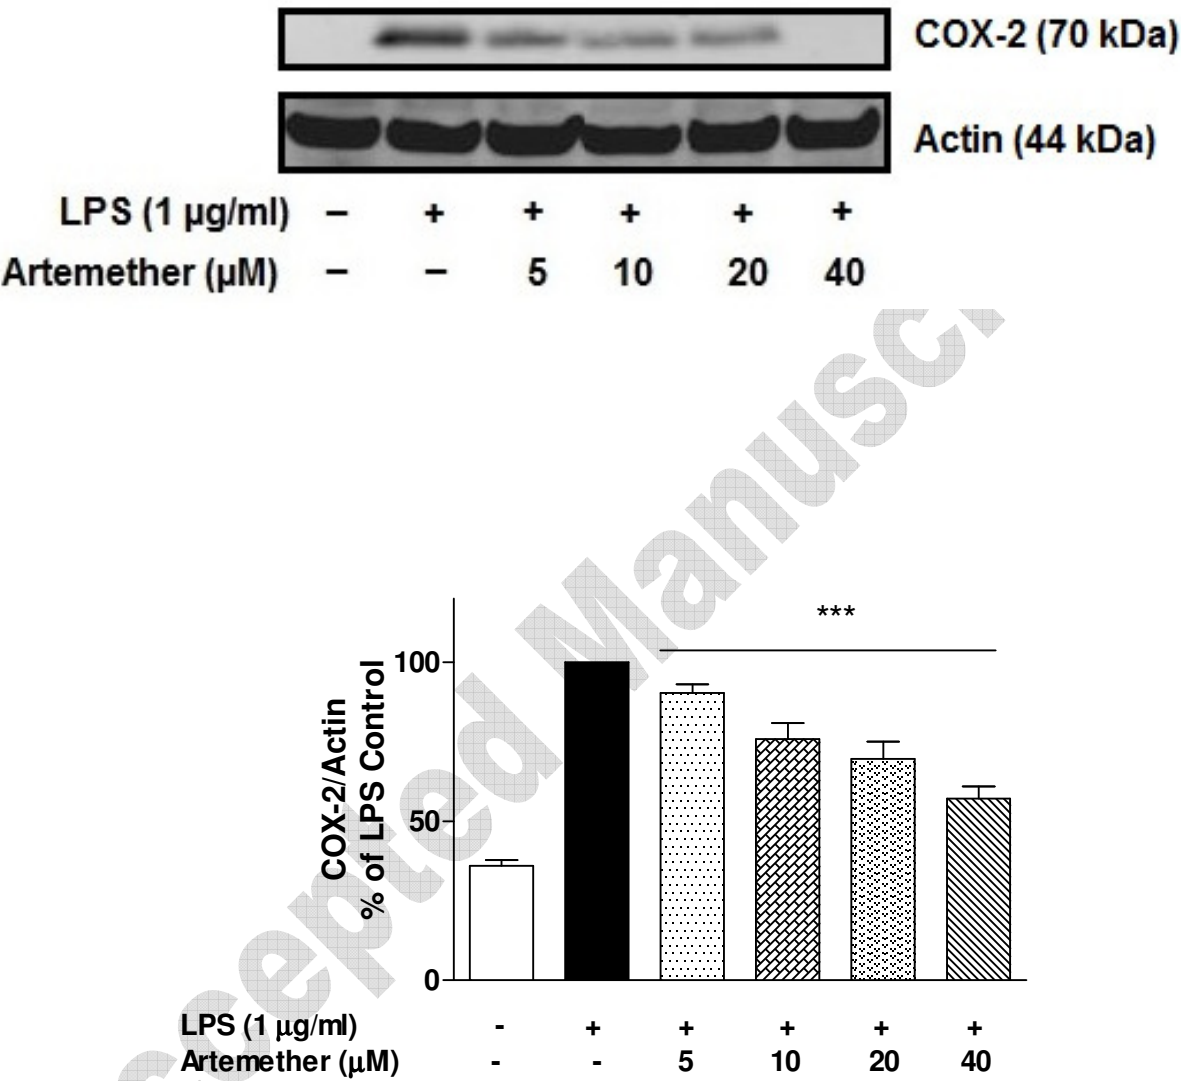 COX-2 (70 kDa)
Actin (44 kDa)
LPS (1 µg/ml) – + + + + +
Artemether (µM) – – 5 10 20 40
Accepted Manuscr
***
100
50
0
COX-2/Actin
% of LPS Control
LPS (1 µg/ml) - + + + + +
Artemether (µM) - - 5 10 20 40